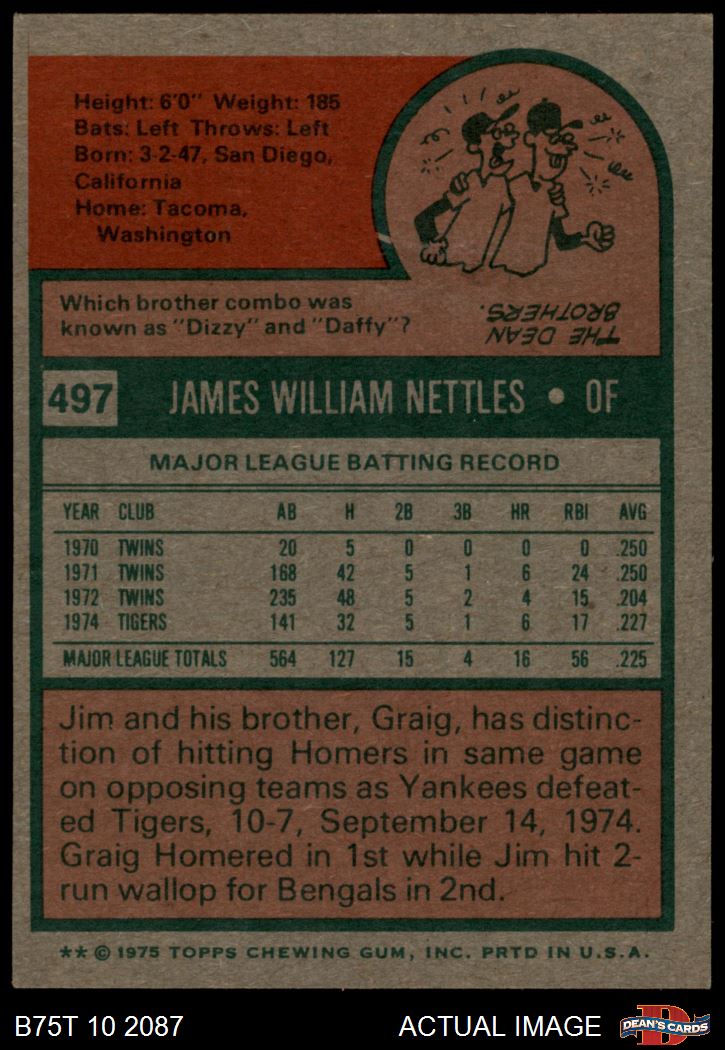 Height: 6'0" Weight: 185
Bats: Left Throws: Left
Born: 3-2-47, San Diego,
California
Home: Tacoma,
Washington
Which brother combo was
known as "Dizzy" and "Daffy"?
THE DEAN
BROTHERS.
497 JAMES WILLIAM NETTLES • OF
MAJOR LEAGUE BATTING RECORD
YEAR CLUB AB H 2B 3B HR RBI AVG
1970 TWINS 20 5 0 0 0 0 .250
1971 TWINS 168 42 5 1 6 24 .250
1972 TWINS 235 48 5 2 4 15 .204
1974 TIGERS 141 32 5 1 6 17 .227
MAJOR LEAGUE TOTALS 564 127 15 4 16 56 .225
Jim and his brother, Graig, has distinc-
tion of hitting Homers in same game
on opposing teams as Yankees defeat-
ed Tigers, 10-7, September 14, 1974.
Graig Homered in 1st while Jim hit 2-
run wallop for Bengals in 2nd.
** © 1975 TOPPS CHEWING GUM, INC. PRTD IN U.S.A.
B75T 10 2087 ACTUAL IMAGE D DEAN'S CARDS